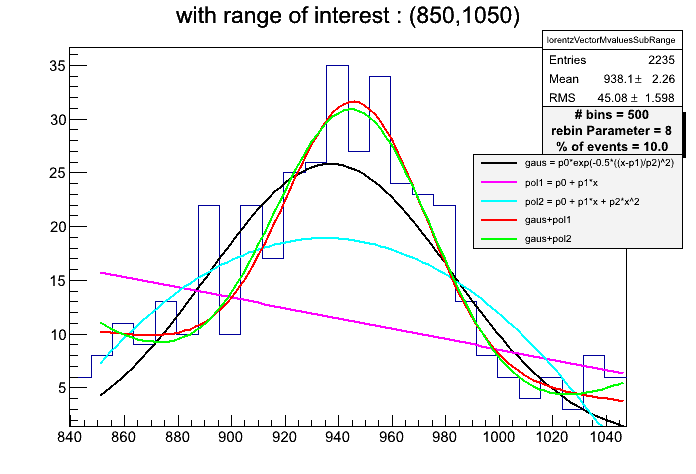 with range of interest : (850,1050)
lorentzVectorMvaluesSubRange
Entries 2235
Mean 938.1± 2.26
RMS 45.08 ± 1.598
# bins = 500
rebin Parameter = 8
% of events = 10.0
gaus = p0*exp(-0.5*((x-p1)/p2)^2)
pol1 = p0 + p1*x
pol2 = p0 + p1*x + p2*x^2
gaus+pol1
gaus+pol2
35
30
25
20
15
10
5
840 860 880 900 920 940 960 980 1000 1020 1040